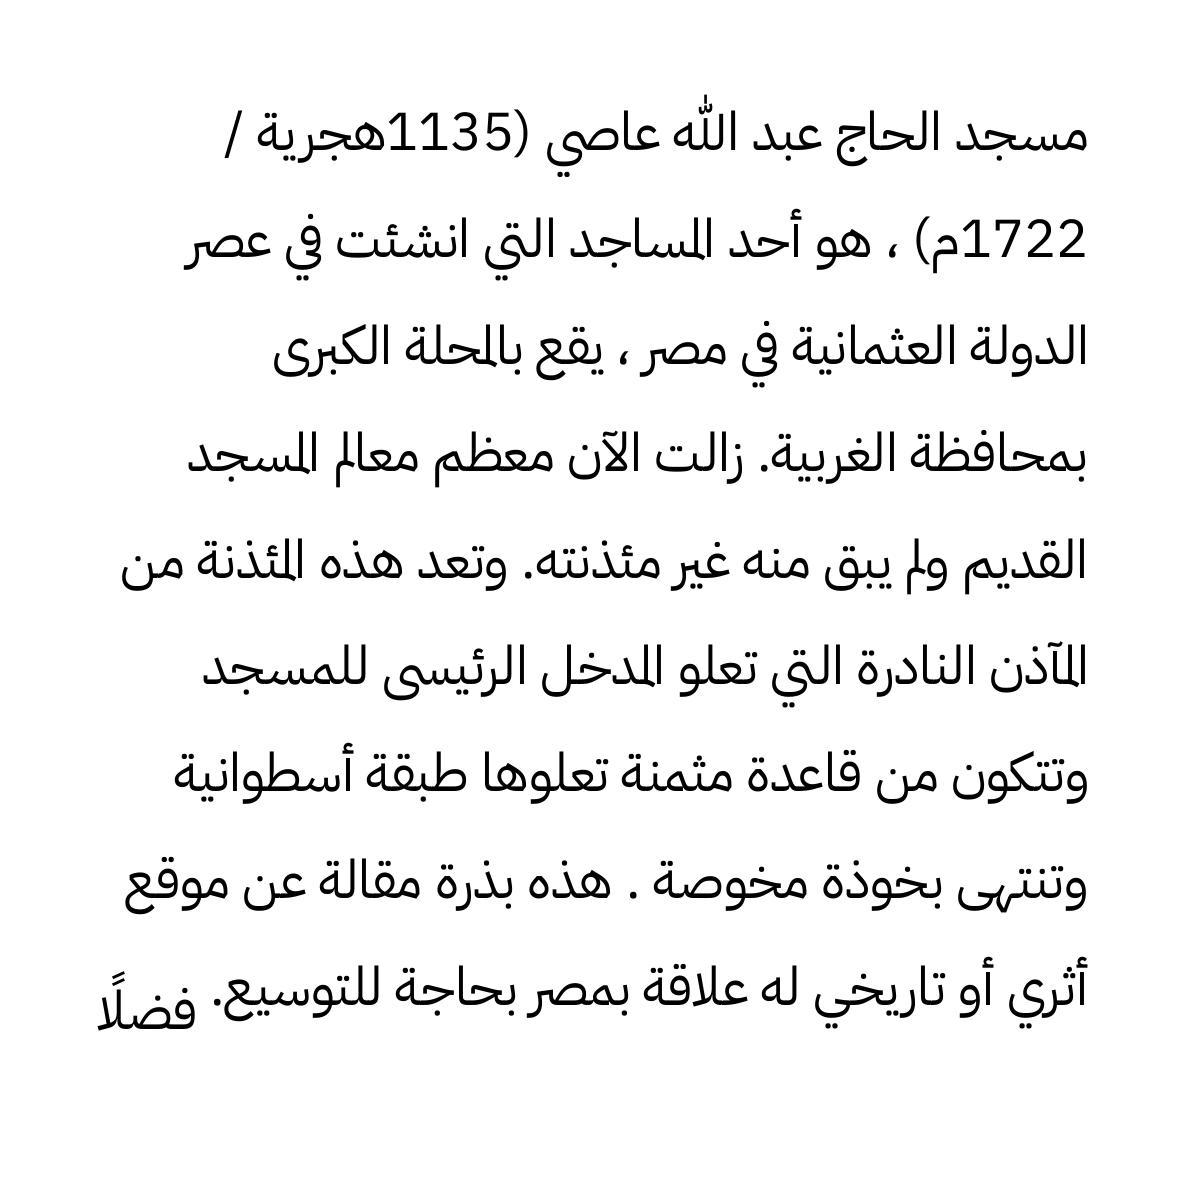 مسجد الحاج عبد الله عاصي (1135هجرية /
1722م) ، هو أحد المساجد التي انشئت في عصر
الدولة العثمانية في مصر ، يقع بالمحلة الكبرى
بمحافظة الغربية. زالت الآن معظم معالم المسجد
القديم ولم يبق منه غير مئذنته. وتعد هذه المئذنة من
المآذن النادرة التي تعلو المدخل الرئيسى للمسجد
وتتكون من قاعدة مثمنة تعلوها طبقة أسطوانية
وتنتهى بخوذة مخوصة . هذه بذرة مقالة عن موقع
أثري أو تاريخي له علاقة بمصر بحاجة للتوسيع. فضلًا